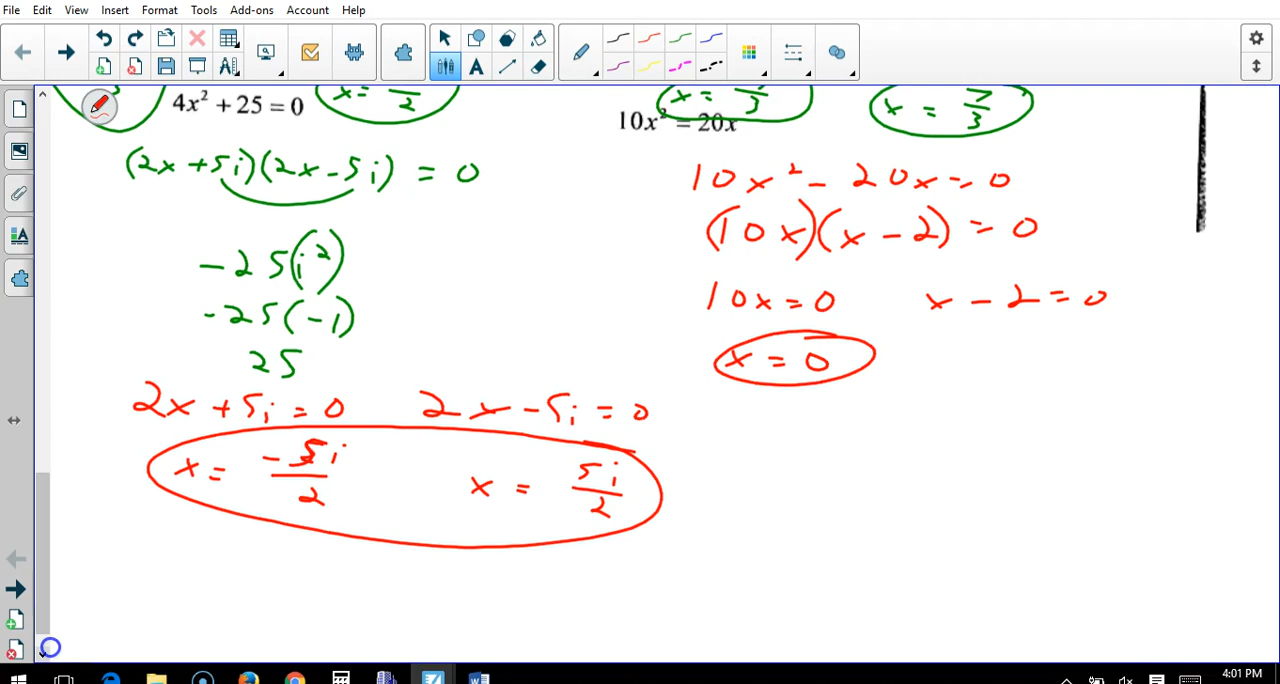 File Edit View Insert Format Tools Add-ons Account Help
4x² + 25 = 0
(2x + 5i)(2x - 5i) = 0
-25(i²)
-25(-1)
25
2x + 5i = 0 2x - 5i = 0
x = -5i/2 x = 5i/2
x = 7/3
10x² = 20x
10x² - 20x = 0
(10x)(x - 2) = 0
10x = 0 x - 2 = 0
x = 0
4:01 PM